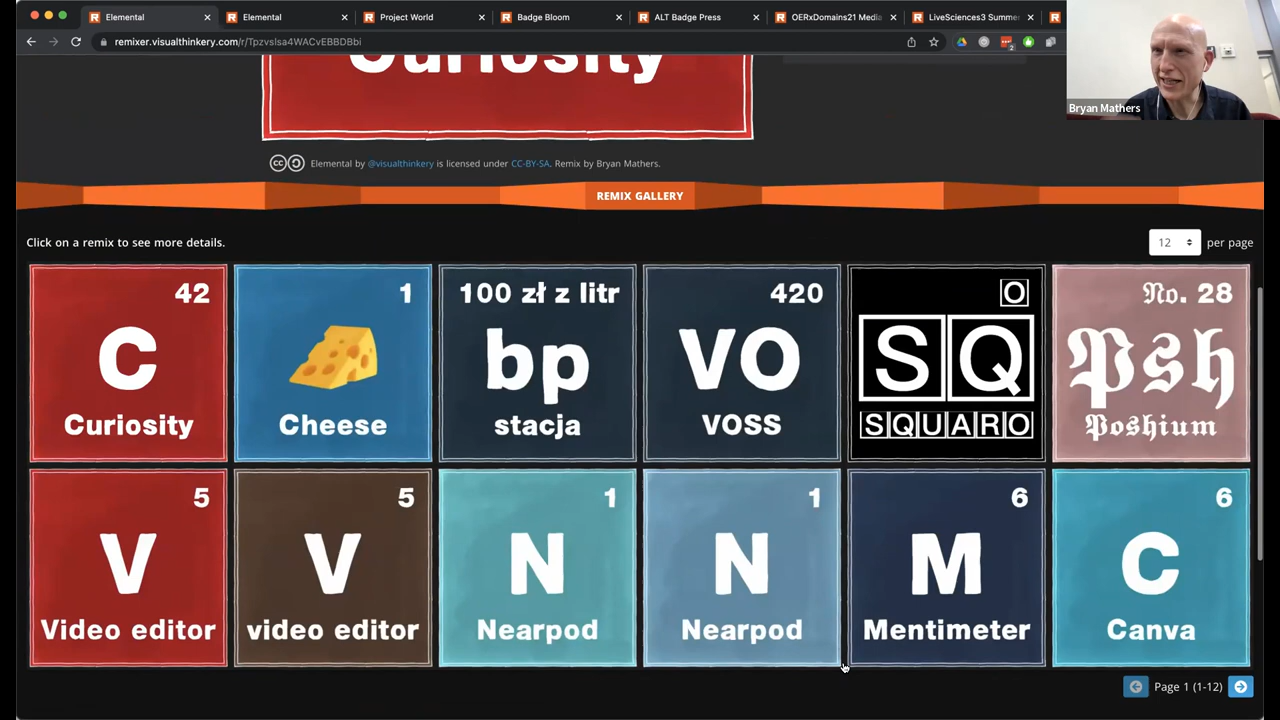 Elemental
Elemental
Project World
Badge Bloom
ALT Badge Press
OERxDomains21 Media
LiveSciences3 Summe
remixer.visualthinkery.com/r/TpzvsIsa4WACvEBBDBbi
2
Bryan Mathers
Curiosity
Elemental by @visualthinkery is licensed under CC-BY-SA. Remix by Bryan Mathers.
REMIX GALLERY
Click on a remix to see more details.
12 per page
42
C
Curiosity
1
Cheese
100 zł z litr
bp
stacja
420
VO
VOSS
O
SQ
SQUARO
No. 28
Psh
Poshium
5
V
Video editor
5
V
video editor
1
N
Nearpod
1
N
Nearpod
6
M
Mentimeter
6
C
Canva
Page 1 (1-12)